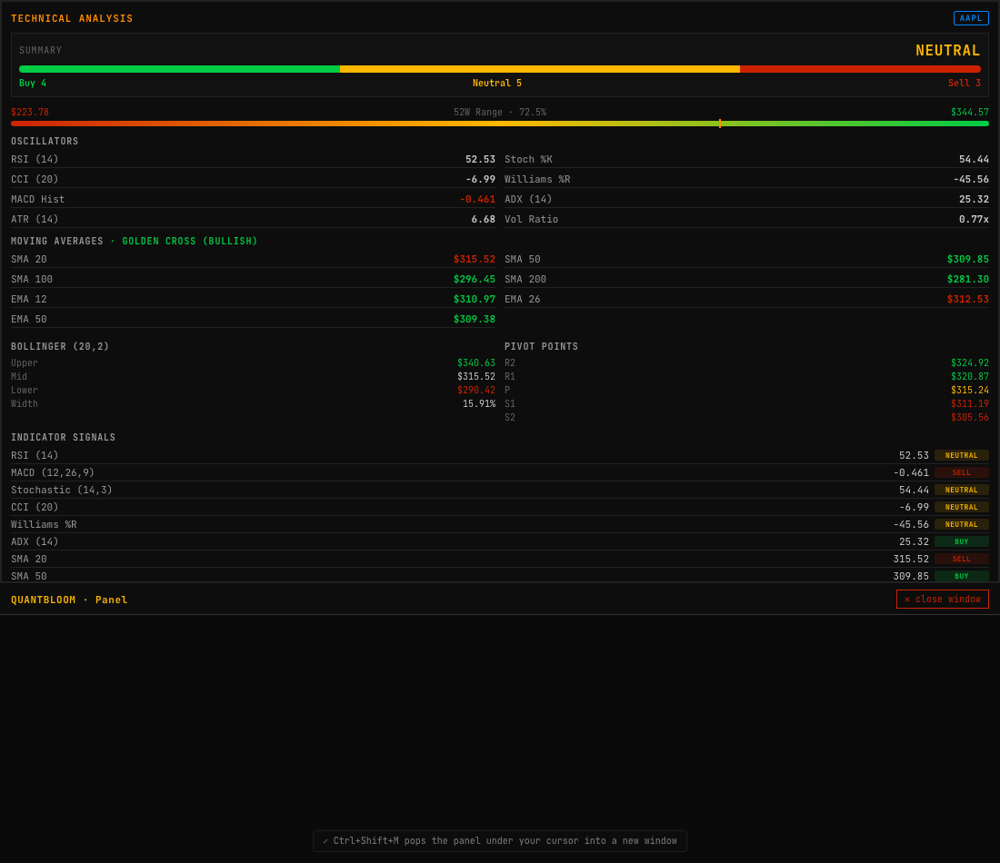 TECHNICAL ANALYSIS AAPL
SUMMARY NEUTRAL
Buy 4 Neutral 5 Sell 3
$223.78 52W Range · 72.5% $344.57
OSCILLATORS
RSI (14) 52.53 Stoch %K 54.44
CCI (20) -6.99 Williams %R -45.56
MACD Hist -0.461 ADX (14) 25.32
ATR (14) 6.68 Vol Ratio 0.77x
MOVING AVERAGES · GOLDEN CROSS (BULLISH)
SMA 20 $315.52 SMA 50 $309.85
SMA 100 $296.45 SMA 200 $281.30
EMA 12 $310.97 EMA 26 $312.53
EMA 50 $309.38
BOLLINGER (20,2) PIVOT POINTS
Upper $340.63 R2 $324.92
Mid $315.52 R1 $320.87
Lower $290.42 P $315.24
Width 15.91% S1 $311.19
S2 $305.56
INDICATOR SIGNALS
RSI (14) 52.53 NEUTRAL
MACD (12,26,9) -0.461 SELL
Stochastic (14,3) 54.44 NEUTRAL
CCI (20) -6.99 NEUTRAL
Williams %R -45.56 NEUTRAL
ADX (14) 25.32 BUY
SMA 20 315.52 SELL
SMA 50 309.85 BUY
QUANTBLOOM · Panel × close window
⤢ Ctrl+Shift+M pops the panel under your cursor into a new window